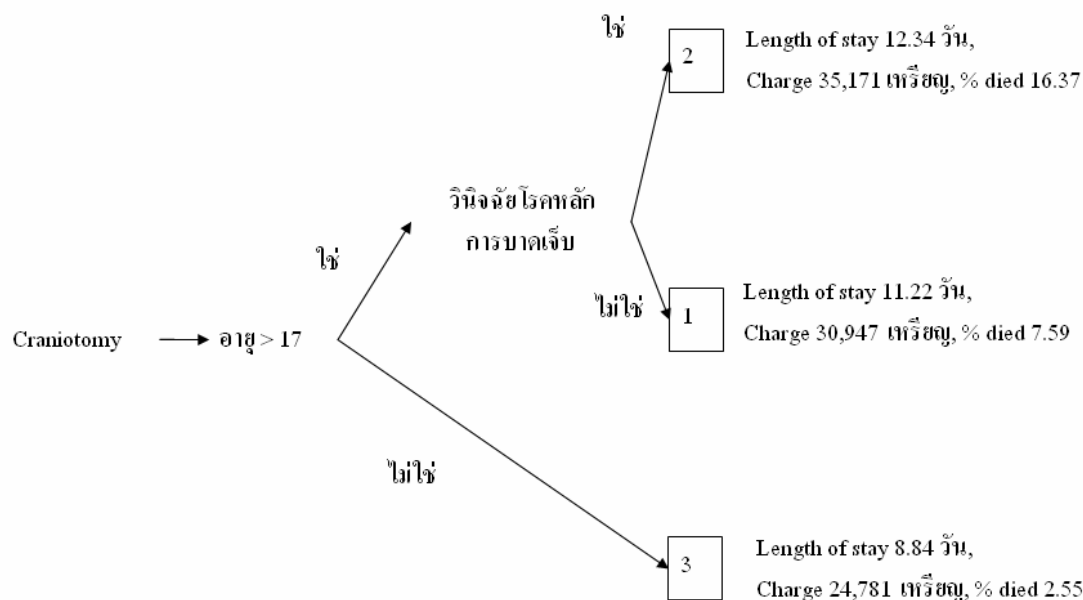 ใช่
2
Length of stay 12.34 วัน,
Charge 35,171 เหรียญ, % died 16.37
วินิจฉัยโรคหลัก
การบาดเจ็บ
ใช่
ไม่ใช่
1
Length of stay 11.22 วัน,
Charge 30,947 เหรียญ, % died 7.59
Craniotomy
อายุ > 17
ไม่ใช่
3
Length of stay 8.84 วัน,
Charge 24,781 เหรียญ, % died 2.55